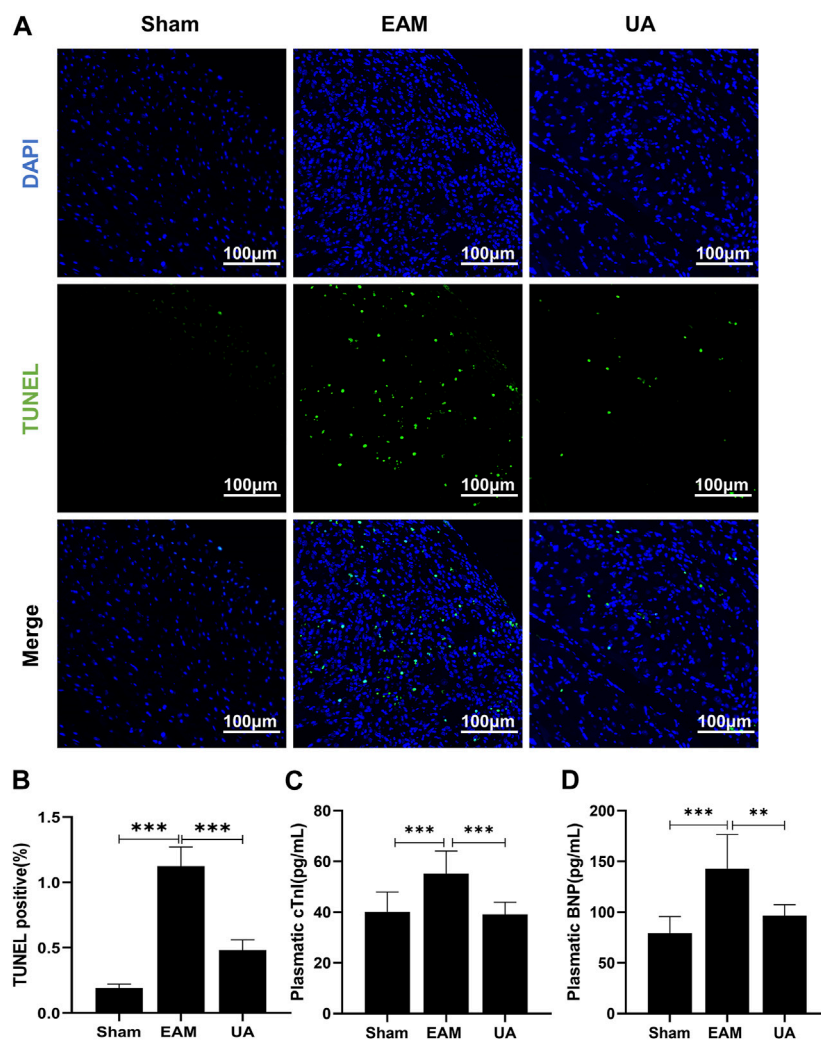 A
Sham EAM UA
DAPI
100μm 100μm 100μm
TUNEL
100μm 100μm 100μm
Merge
100μm 100μm 100μm
B
TUNEL positive(%)
1.5
1.0
0.5
0.0
*** ***
Sham EAM UA
C
Plasmatic cTnI(pg/mL)
80
60
40
20
0
*** ***
Sham EAM UA
D
Plasmatic BNP(pg/mL)
200
150
100
50
0
*** **
Sham EAM UA